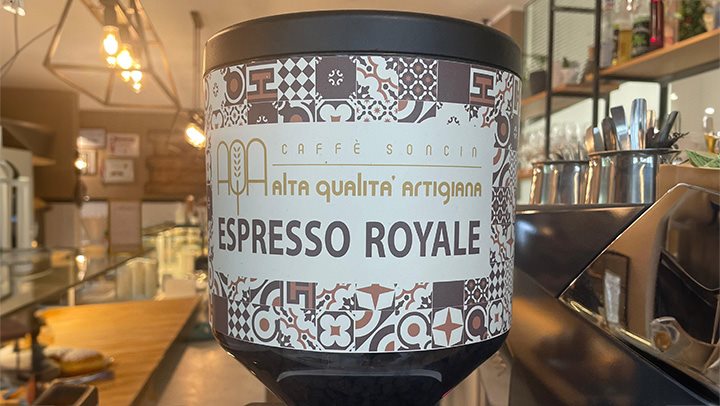 CAFFÈ SONCIN
AQA alta qualita' artigiana
ESPRESSO ROYALE